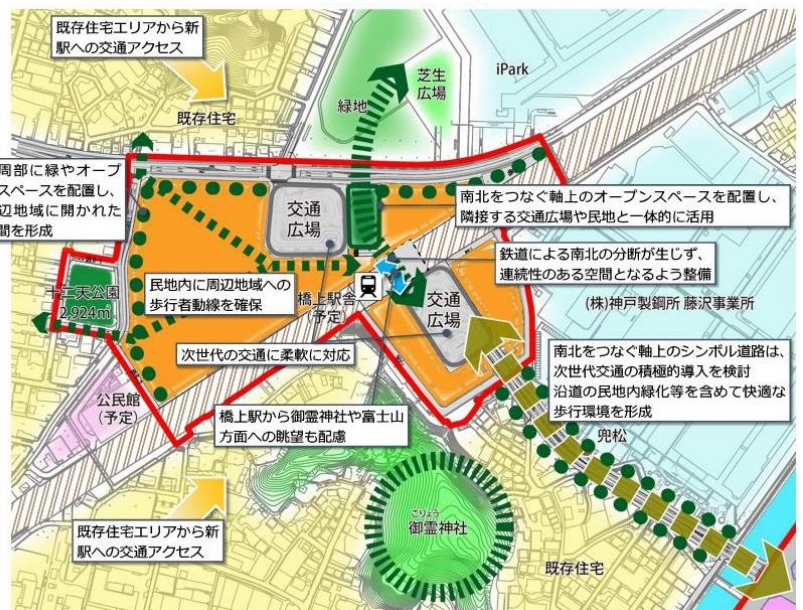 既存住宅エリアから新
駅への交通アクセス
既存住宅
緑地
芝生
広場
iPark
周部に緑やオープ
スペースを配置し、
辺地域に開かれた
間を形成
交通
広場
南北をつなぐ軸上のオープンスペースを配置し、
隣接する交通広場や民地と一体的に活用
鉄道による南北の分断が生じず、
連続性のある空間となるよう整備
民地内に周辺地域への
歩行者動線を確保
橋上駅舎
(予定)
交通
広場
(株)神戸製鋼所 藤沢事業所
十二天公園
2,924㎡
次世代の交通に柔軟に対応
南北をつなぐ軸上のシンボル道路は、
次世代交通の積極的導入を検討
沿道の民地内緑化等を含めて快適な
歩行環境を形成
公民館
(予定)
橋上駅から御霊神社や富士山
方面への眺望も配慮
兜松
既存住宅エリアから新
駅への交通アクセス
ごりょう
御霊神社
既存住宅